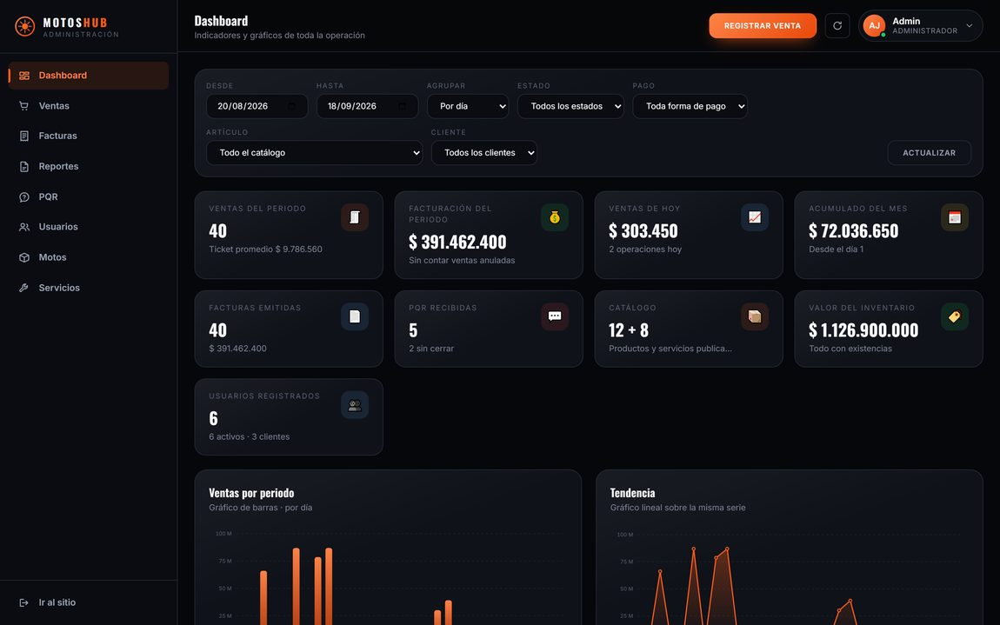 MOTOSHUB
ADMINISTRACIÓN
Dashboard
Ventas
Facturas
Reportes
PQR
Usuarios
Motos
Servicios
Ir al sitio
Dashboard
Indicadores y gráficos de toda la operación
REGISTRAR VENTA
AJ
Admin
ADMINISTRADOR
DESDE
20/08/2026
HASTA
18/09/2026
AGRUPAR
Por día
ESTADO
Todos los estados
PAGO
Toda forma de pago
ARTÍCULO
Todo el catálogo
CLIENTE
Todos los clientes
ACTUALIZAR
VENTAS DEL PERIODO
40
Ticket promedio $ 9.786.560
FACTURACIÓN DEL
PERIODO
$ 391.462.400
Sin contar ventas anuladas
VENTAS DE HOY
$ 303.450
2 operaciones hoy
ACUMULADO DEL MES
$ 72.036.650
Desde el día 1
FACTURAS EMITIDAS
40
$ 391.462.400
PQR RECIBIDAS
5
2 sin cerrar
CATÁLOGO
12 + 8
Productos y servicios publica...
VALOR DEL INVENTARIO
$ 1.126.900.000
Todo con existencias
USUARIOS REGISTRADOS
6
6 activos · 3 clientes
Ventas por periodo
Gráfico de barras · por día
100 M
75 M
50 M
25 M
Tendencia
Gráfico lineal sobre la misma serie
100 M
75 M
50 M
25 M